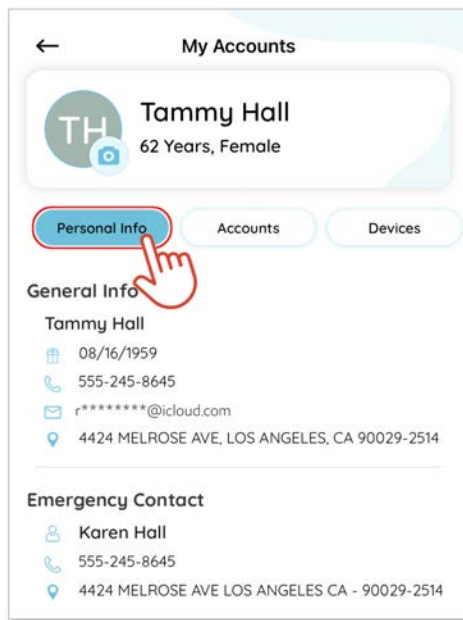 My Accounts
TH
Tammy Hall
62 Years, Female
Personal Info
Accounts
Devices
General Info
Tammy Hall
08/16/1959
555-245-8645
r********@icloud.com
4424 MELROSE AVE, LOS ANGELES, CA 90029-2514
Emergency Contact
Karen Hall
555-245-8645
4424 MELROSE AVE LOS ANGELES CA - 90029-2514